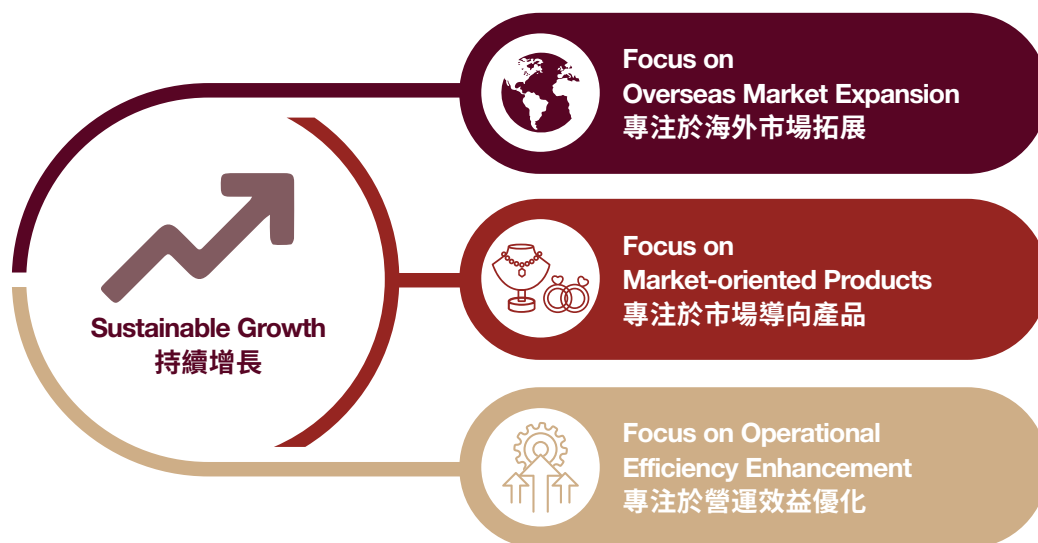 Sustainable Growth
持續增長
Focus on
Overseas Market Expansion
專注於海外市場拓展
Focus on
Market-oriented Products
專注於市場導向產品
Focus on Operational
Efficiency Enhancement
專注於營運效益優化